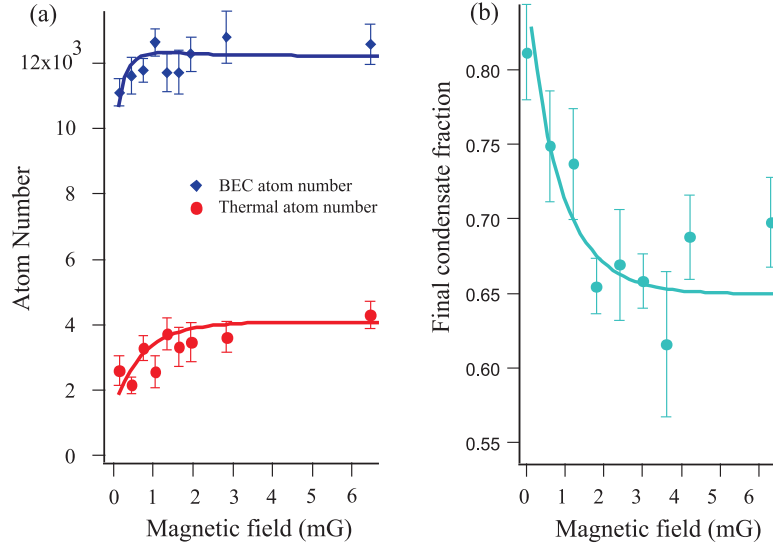 (a)
12x10³
10
8
6
4
2
0
Atom Number
BEC atom number
Thermal atom number
0 1 2 3 4 5 6
Magnetic field (mG)
(b)
0.80
0.75
0.70
0.65
0.60
0.55
Final condensate fraction
0 1 2 3 4 5 6
Magnetic field (mG)